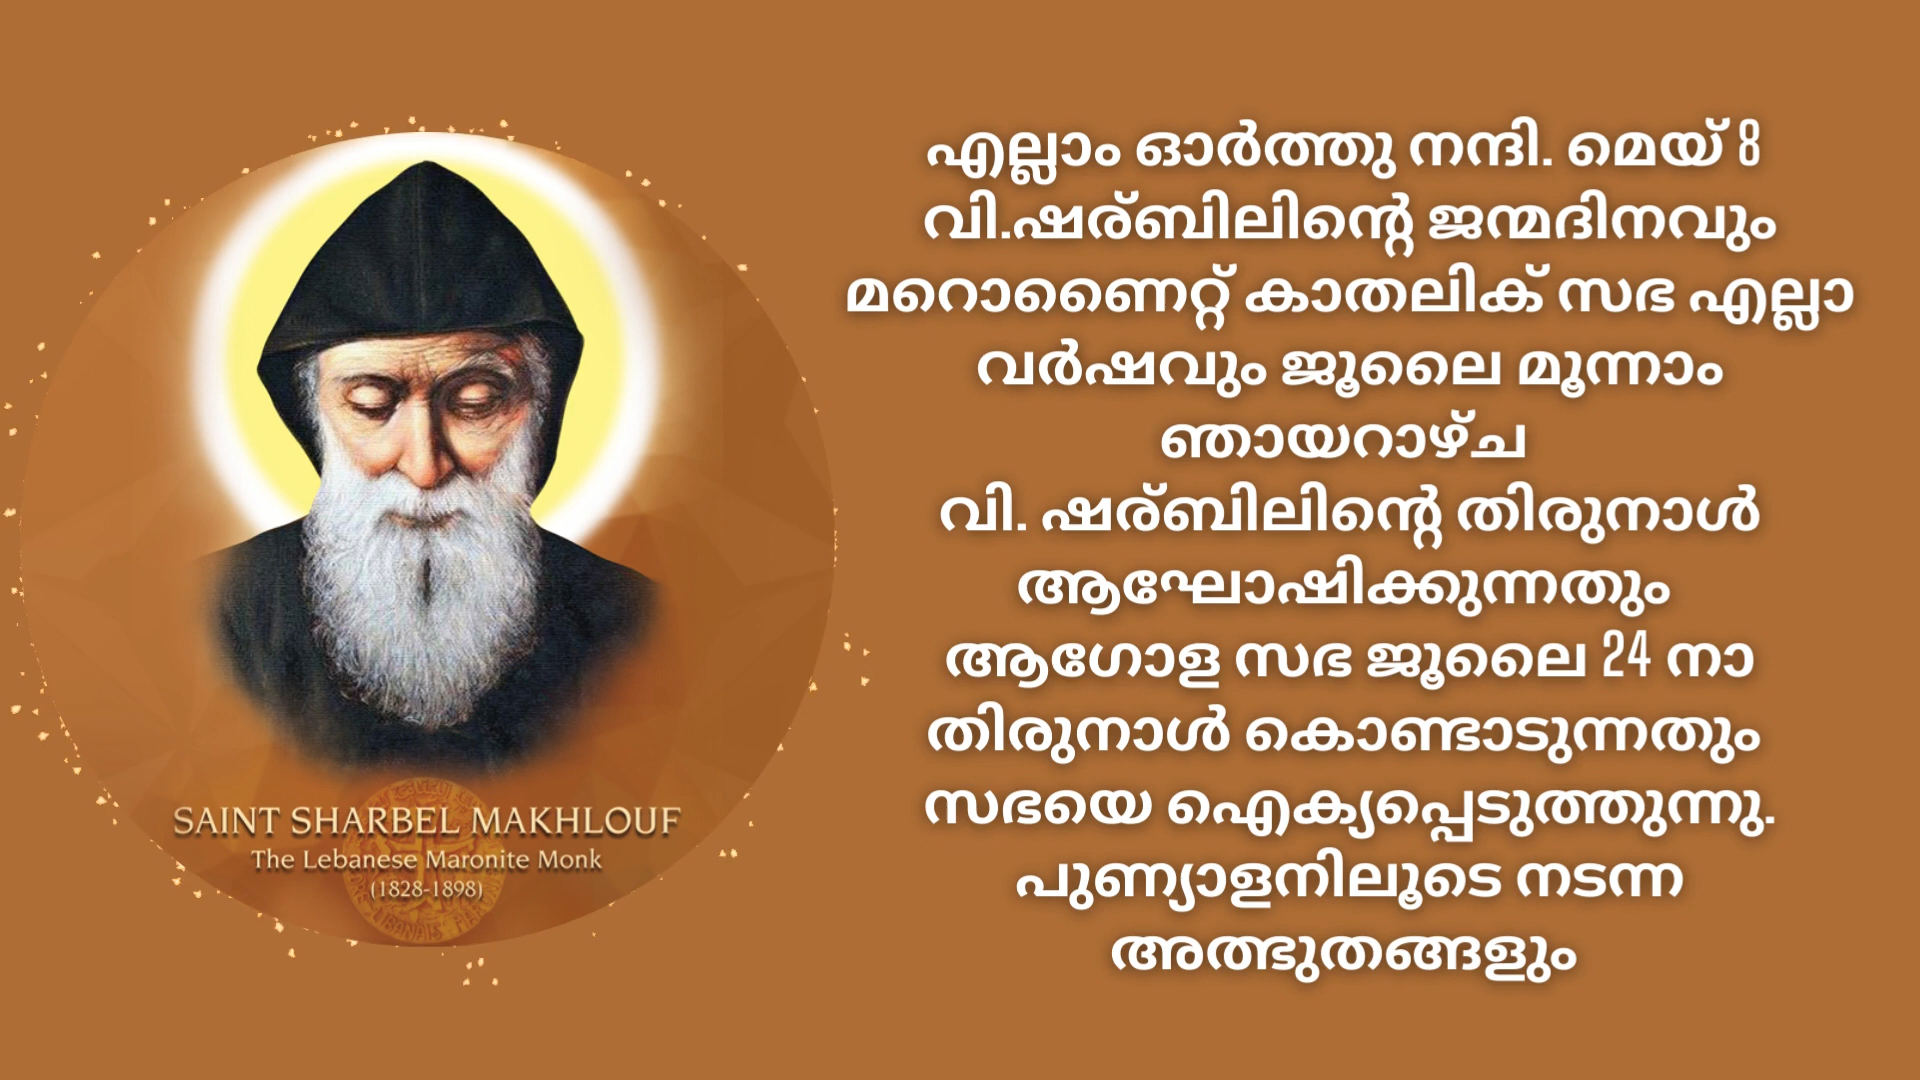 എല്ലാം ഓർത്തു നന്ദി. മെയ് 8
വി.ഷര്ബിലിന്റെ ജന്മദിനവും
മറൊണൈറ്റ് കാതലിക് സഭ എല്ലാ
വർഷവും ജൂലൈ മൂന്നാം
ഞായറാഴ്ച
വി. ഷര്ബിലിന്റെ തിരുനാൾ
ആഘോഷിക്കുന്നതും
ആഗോള സഭ ജൂലൈ 24 നാ
തിരുനാൾ കൊണ്ടാടുന്നതും
സഭയെ ഐക്യപ്പെടുത്തുന്നു.
പുണ്യാളനിലൂടെ നടന്ന
അത്ഭുതങ്ങളും
SAINT SHARBEL MAKHLOUF
The Lebanese Maronite Monk
(1828-1898)